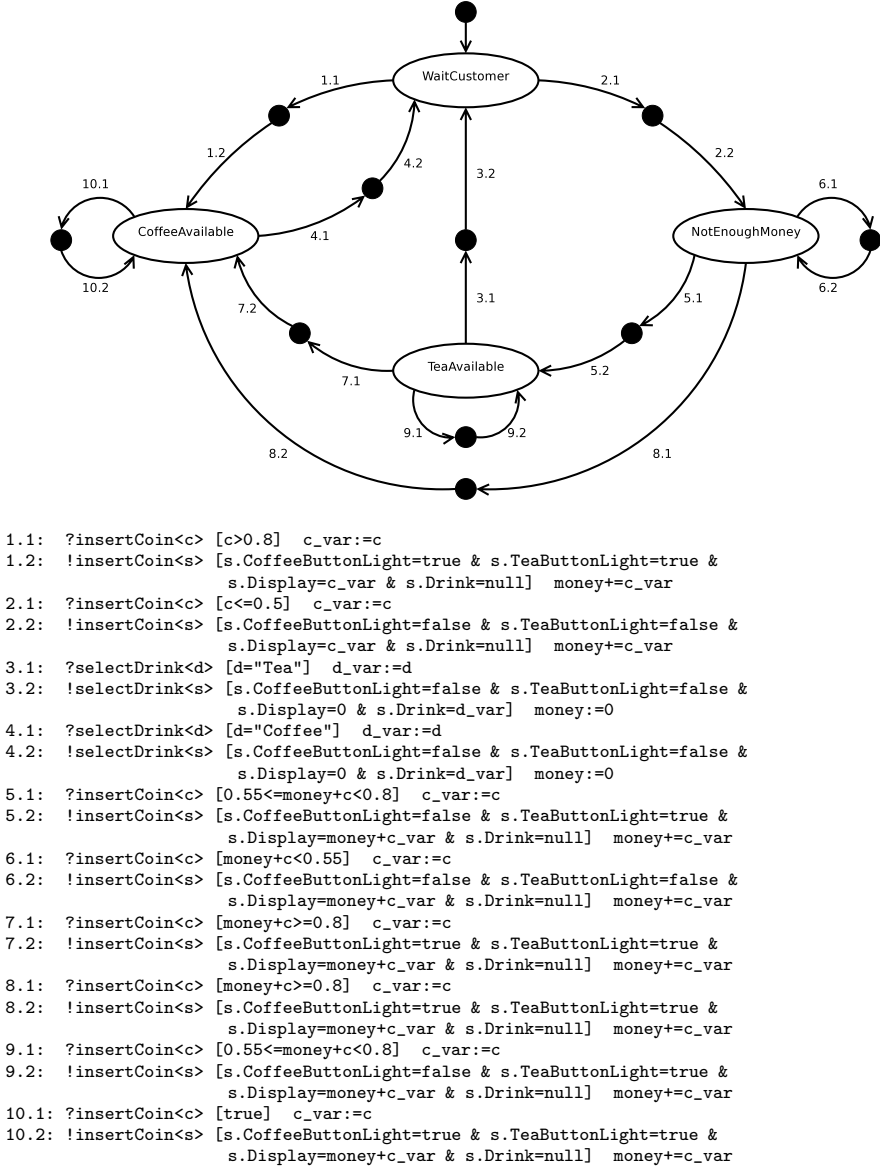 WaitCustomer
1.1
2.1
1.2
2.2
4.2
3.2
10.1
6.1
CoffeeAvailable
4.1
NotEnoughMoney
10.2
6.2
7.2
3.1
5.1
TeaAvailable
7.1
5.2
9.1
9.2
8.2
8.1
1.1: ?insertCoin<c> [c>0.8] c_var:=c
1.2: !insertCoin<s> [s.CoffeeButtonLight=true & s.TeaButtonLight=true &
s.Display=c_var & s.Drink=null] money+=c_var
2.1: ?insertCoin<c> [c<=0.5] c_var:=c
2.2: !insertCoin<s> [s.CoffeeButtonLight=false & s.TeaButtonLight=false &
s.Display=c_var & s.Drink=null] money+=c_var
3.1: ?selectDrink<d> [d="Tea"] d_var:=d
3.2: !selectDrink<s> [s.CoffeeButtonLight=false & s.TeaButtonLight=false &
s.Display=0 & s.Drink=d_var] money:=0
4.1: ?selectDrink<d> [d="Coffee"] d_var:=d
4.2: !selectDrink<s> [s.CoffeeButtonLight=false & s.TeaButtonLight=false &
s.Display=0 & s.Drink=d_var] money:=0
5.1: ?insertCoin<c> [0.55<=money+c<0.8] c_var:=c
5.2: !insertCoin<s> [s.CoffeeButtonLight=false & s.TeaButtonLight=true &
s.Display=money+c_var & s.Drink=null] money+=c_var
6.1: ?insertCoin<c> [money+c<0.55] c_var:=c
6.2: !insertCoin<s> [s.CoffeeButtonLight=false & s.TeaButtonLight=false &
s.Display=money+c_var & s.Drink=null] money+=c_var
7.1: ?insertCoin<c> [money+c>=0.8] c_var:=c
7.2: !insertCoin<s> [s.CoffeeButtonLight=true & s.TeaButtonLight=true &
s.Display=money+c_var & s.Drink=null] money+=c_var
8.1: ?insertCoin<c> [money+c>=0.8] c_var:=c
8.2: !insertCoin<s> [s.CoffeeButtonLight=true & s.TeaButtonLight=true &
s.Display=money+c_var & s.Drink=null] money+=c_var
9.1: ?insertCoin<c> [0.55<=money+c<0.8] c_var:=c
9.2: !insertCoin<s> [s.CoffeeButtonLight=false & s.TeaButtonLight=true &
s.Display=money+c_var & s.Drink=null] money+=c_var
10.1: ?insertCoin<c> [true] c_var:=c
10.2: !insertCoin<s> [s.CoffeeButtonLight=true & s.TeaButtonLight=true &
s.Display=money+c_var & s.Drink=null] money+=c_var